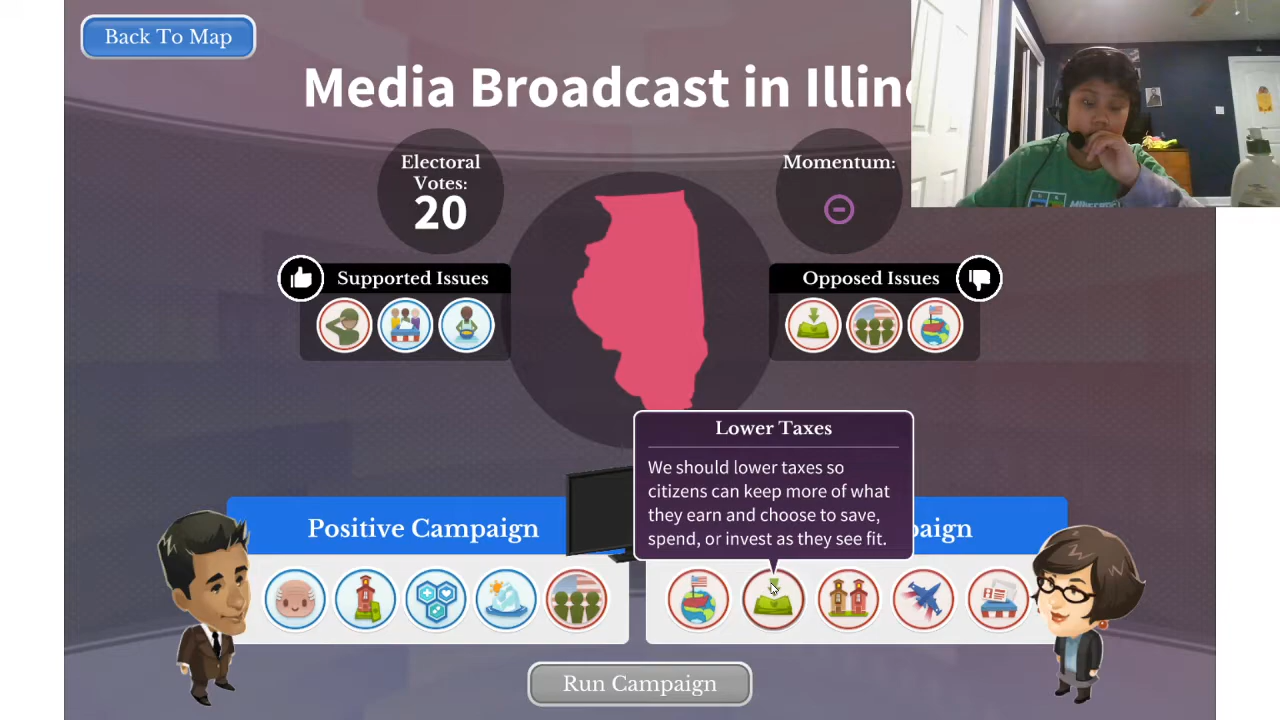 Back To Map
Media Broadcast in Illin
Electoral
Votes:
20
Momentum:
Supported Issues
Opposed Issues
Lower Taxes
We should lower taxes so
citizens can keep more of what
they earn and choose to save,
spend, or invest as they see fit.
Positive Campaign
paign
Run Campaign
MINECRAFT